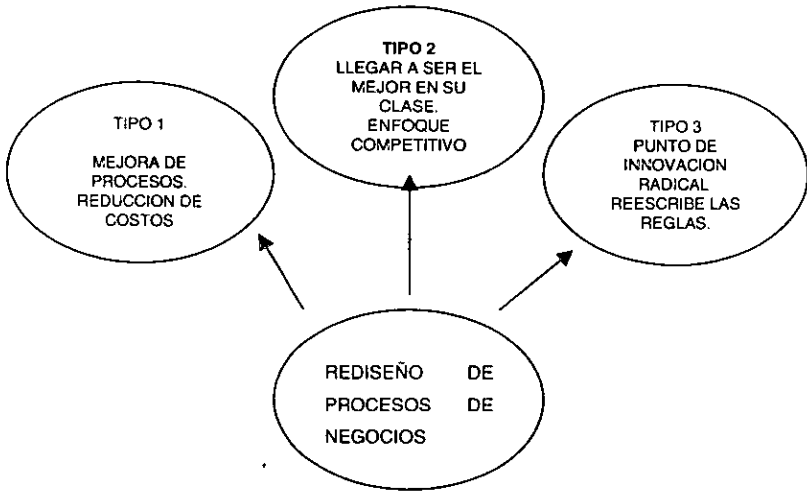 TIPO 1
MEJORA DE
PROCESOS.
REDUCCION DE
COSTOS
TIPO 2
LLEGAR A SER EL
MEJOR EN SU
CLASE.
ENFOQUE
COMPETITIVO
TIPO 3
PUNTO DE
INNOVACION
RADICAL
REESCRIBE LAS
REGLAS.
REDISEÑO DE
PROCESOS DE
NEGOCIOS